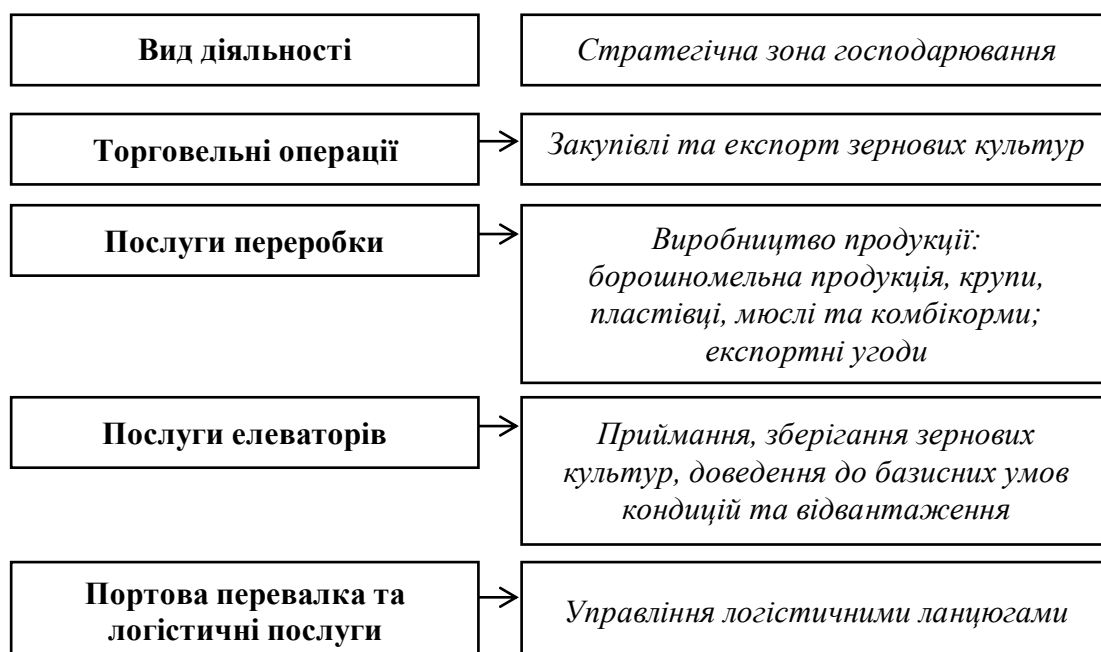 Вид діяльності
Стратегічна зона господарювання
Торговельні операції
Закупівлі та експорт зернових культур
Послуги переробки
Виробництво продукції:
борошномельна продукція, крупи,
пластівці, мюслі та комбікорми;
експортні угоди
Послуги елеваторів
Приймання, зберігання зернових
культур, доведення до базисних умов
кондицій та відвантаження
Портова перевалка та
логістичні послуги
Управління логістичними ланцюгами